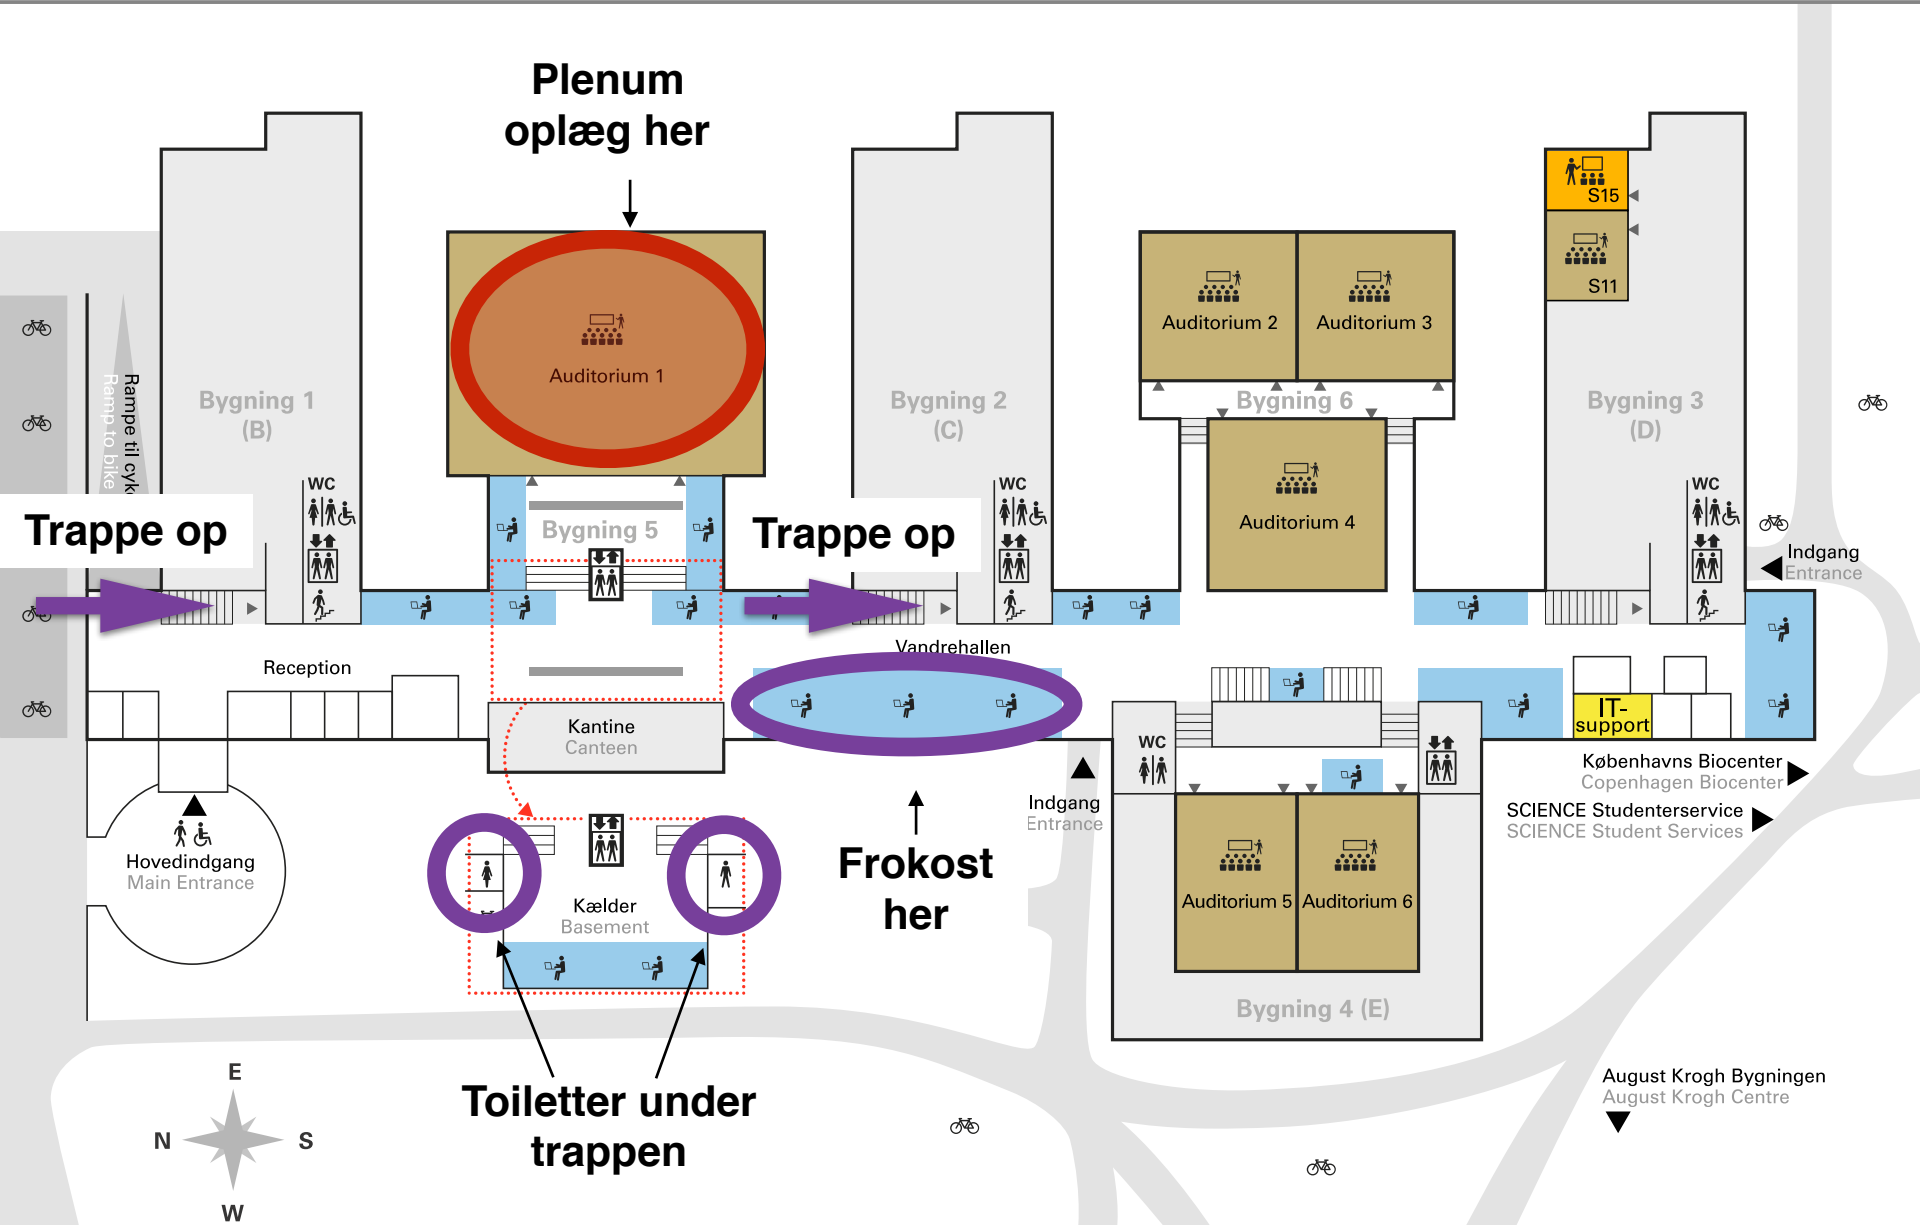 Plenum
oplæg her
S15
S11
Auditorium 1
Auditorium 2
Auditorium 3
Auditorium 4
Bygning 1
(B)
Bygning 2
(C)
Bygning 6
Bygning 3
(D)
Rampe til cyke
Ramp to bike
WC
WC
WC
Bygning 5
Trappe op
Trappe op
Indgang
Entrance
Vandrehallen
Reception
Kantine
Canteen
IT-
support
WC
Københavns Biocenter
Copenhagen Biocenter
SCIENCE Studenterservice
SCIENCE Student Services
Indgang
Entrance
Hovedindgang
Main Entrance
Frokost
her
Kælder
Basement
Auditorium 5
Auditorium 6
Bygning 4 (E)
Toiletter under
trappen
E
N
S
W
August Krogh Bygningen
August Krogh Centre